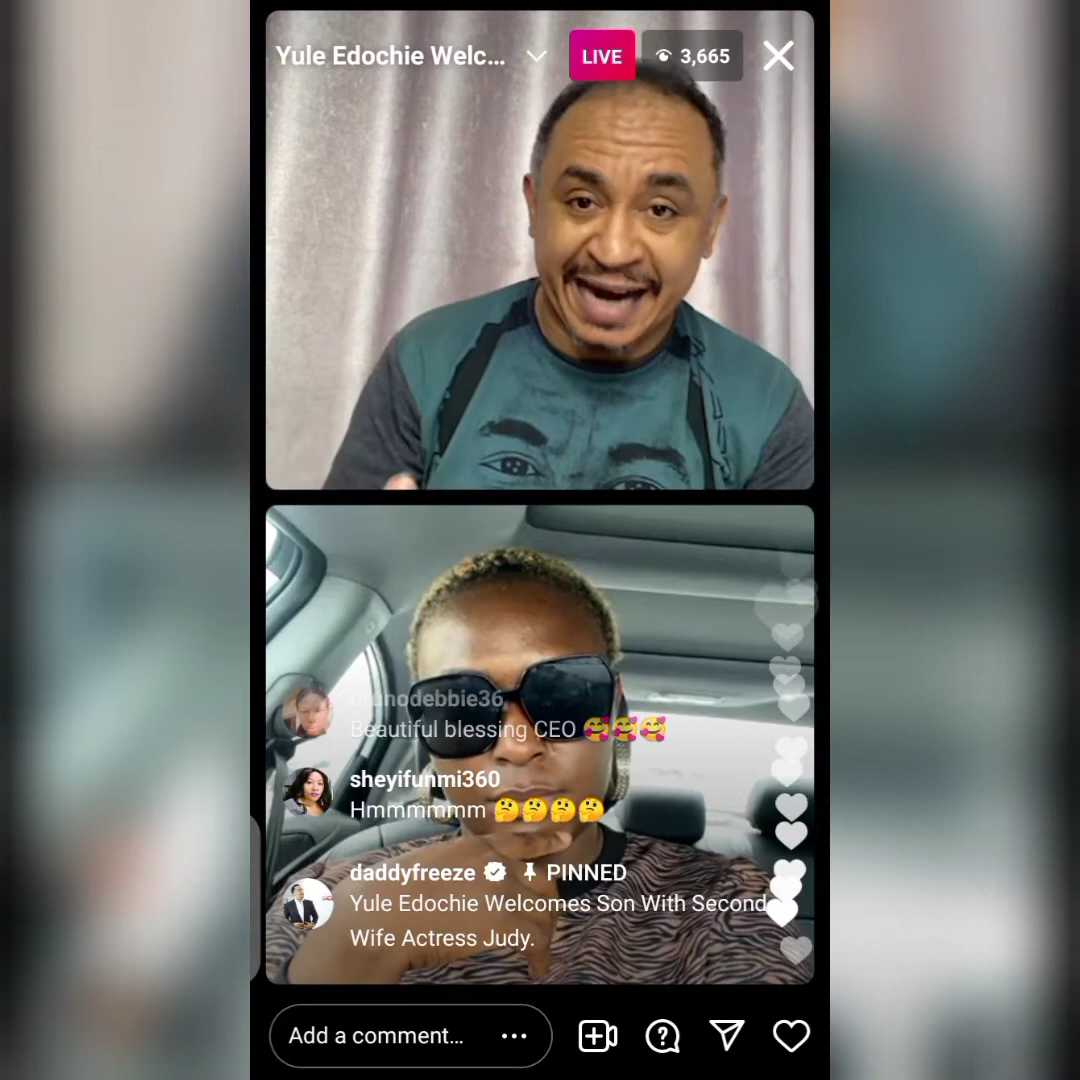 Yule Edochie Welc...
LIVE
3,665
Beautiful blessing CEO 🥰🥰🥰
sheyifunmi360
Hmmmmmm 🤔🤔🤔🤔
daddyfreeze PINNED
Yule Edochie Welcomes Son With Second
Wife Actress Judy.
Add a comment...